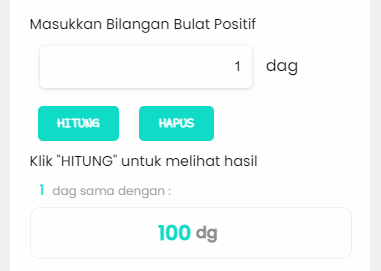 Masukkan Bilangan Bulat Positif
1 dag
HITUNG HAPUS
Klik "HITUNG" untuk melihat hasil
1 dag sama dengan :
100 dg